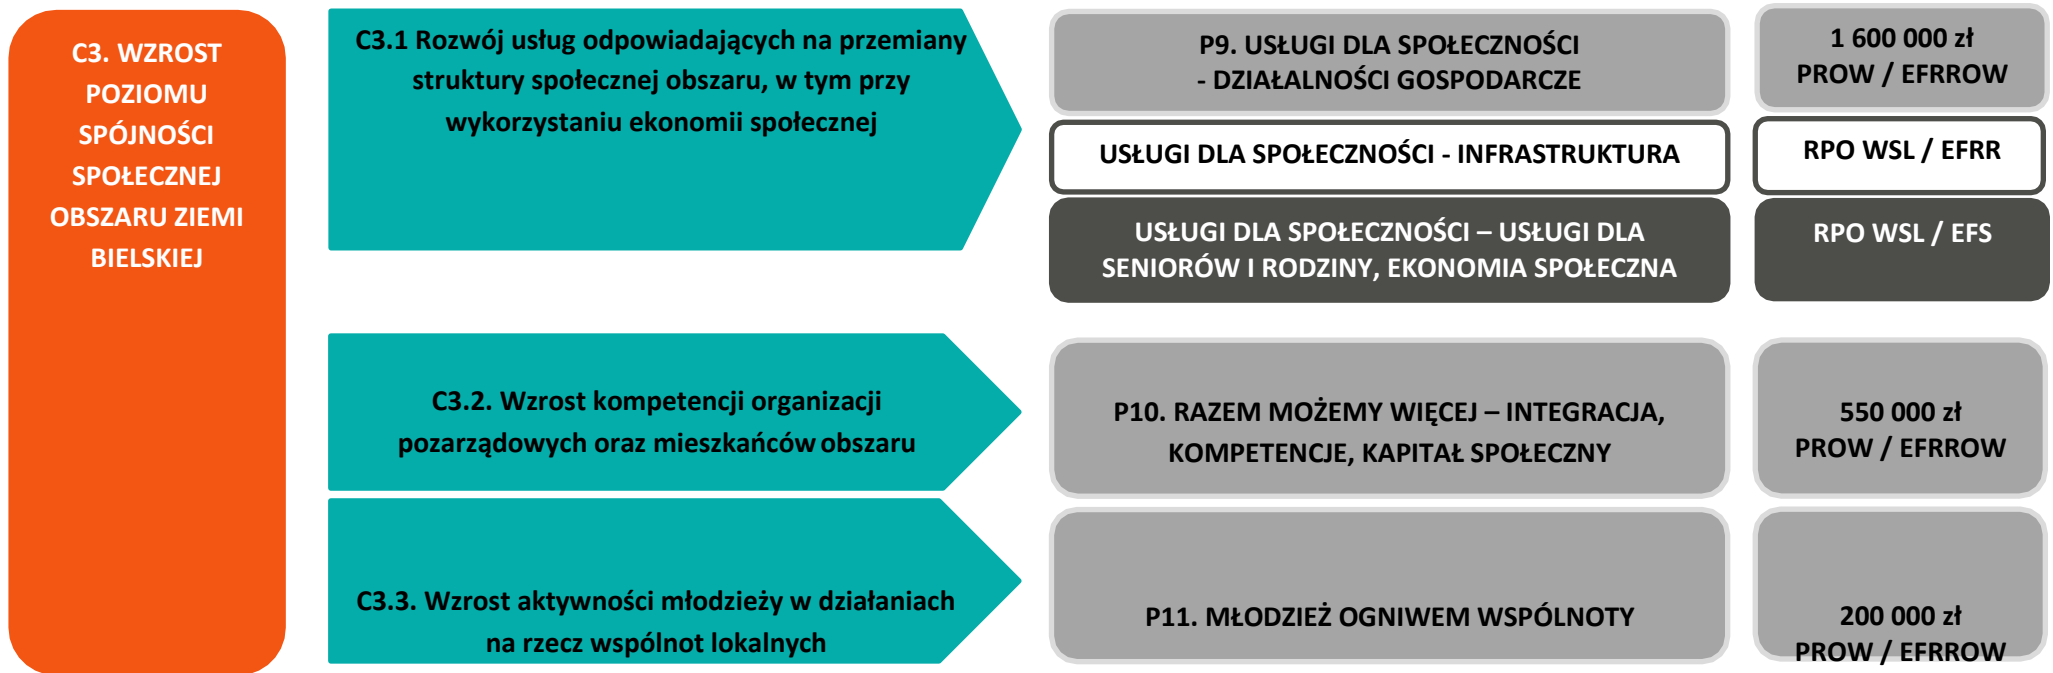 C3. WZROST
POZIOMU
SPÓJNOŚCI
SPOŁECZNEJ
OBSZARU ZIEMI
BIELSKIEJ
C3.1 Rozwój usług odpowiadających na przemiany
struktury społecznej obszaru, w tym przy
wykorzystaniu ekonomii społecznej
P9. USŁUGI DLA SPOŁECZNOŚCI
- DZIAŁALNOŚCI GOSPODARCZE
1 600 000 zł
PROW / EFRROW
USŁUGI DLA SPOŁECZNOŚCI - INFRASTRUKTURA
RPO WSL / EFRR
USŁUGI DLA SPOŁECZNOŚCI – USŁUGI DLA
SENIORÓW I RODZINY, EKONOMIA SPOŁECZNA
RPO WSL / EFS
C3.2. Wzrost kompetencji organizacji
pozarządowych oraz mieszkańców obszaru
P10. RAZEM MOŻEMY WIĘCEJ – INTEGRACJA,
KOMPETENCJE, KAPITAŁ SPOŁECZNY
550 000 zł
PROW / EFRROW
C3.3. Wzrost aktywności młodzieży w działaniach
na rzecz wspólnot lokalnych
P11. MŁODZIEŻ OGNIWEM WSPÓLNOTY
200 000 zł
PROW / EFRROW